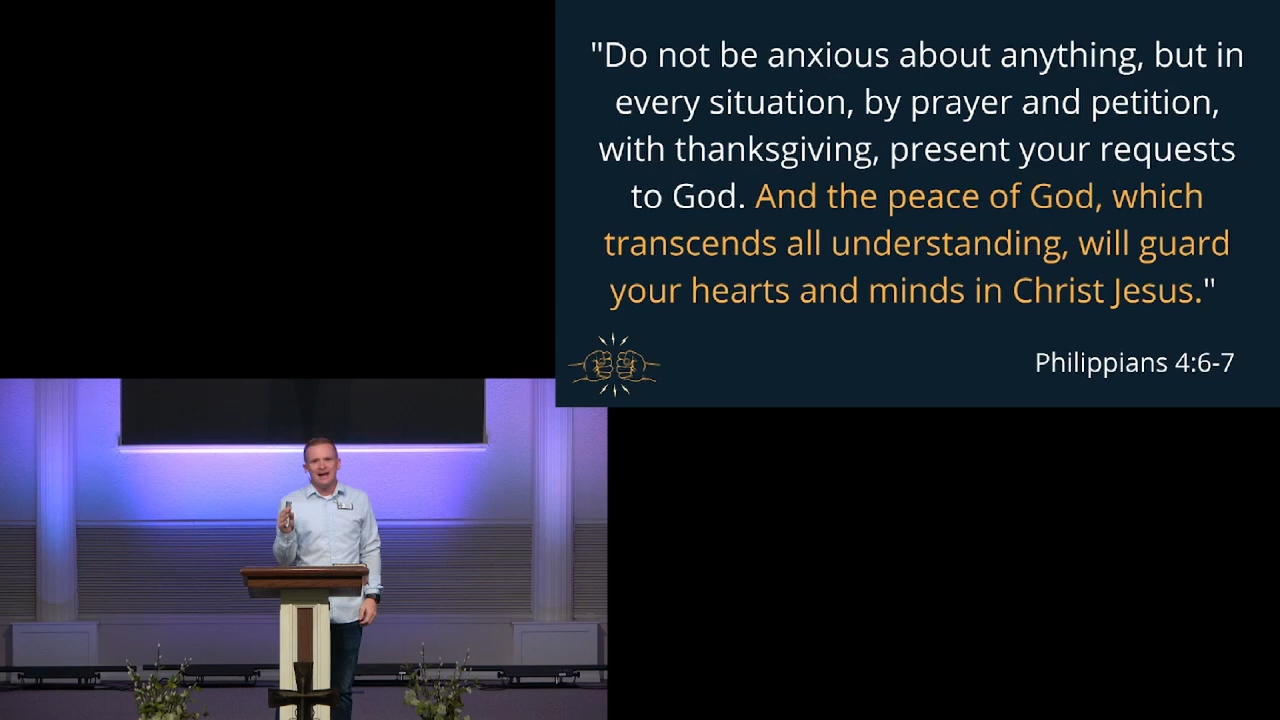 "Do not be anxious about anything, but in
every situation, by prayer and petition,
with thanksgiving, present your requests
to God. And the peace of God, which
transcends all understanding, will guard
your hearts and minds in Christ Jesus."
Philippians 4:6-7